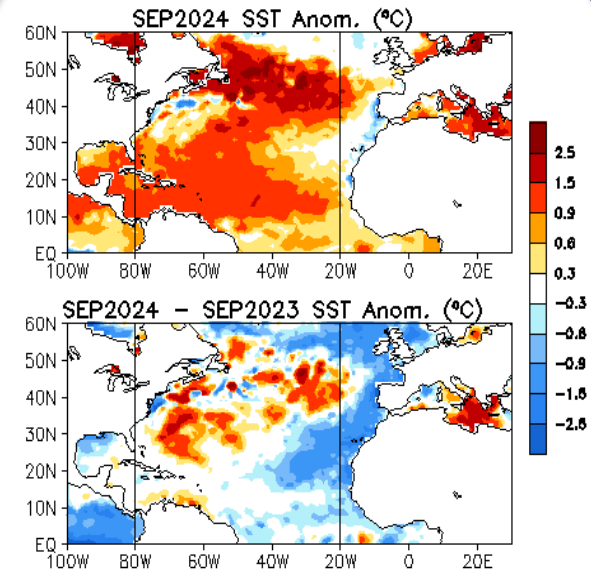 SEP2024 SST Anom. (°C)
60N
50N
40N
30N
20N
10N
EQ
100W 80W 60W 40W 20W 0 20E
SEP2024 – SEP2023 SST Anom. (°C)
60N
50N
40N
30N
20N
10N
EQ
100W 80W 60W 40W 20W 0 20E
2.5
1.5
0.9
0.6
0.3
-0.3
-0.6
-0.9
-1.5
-2.5